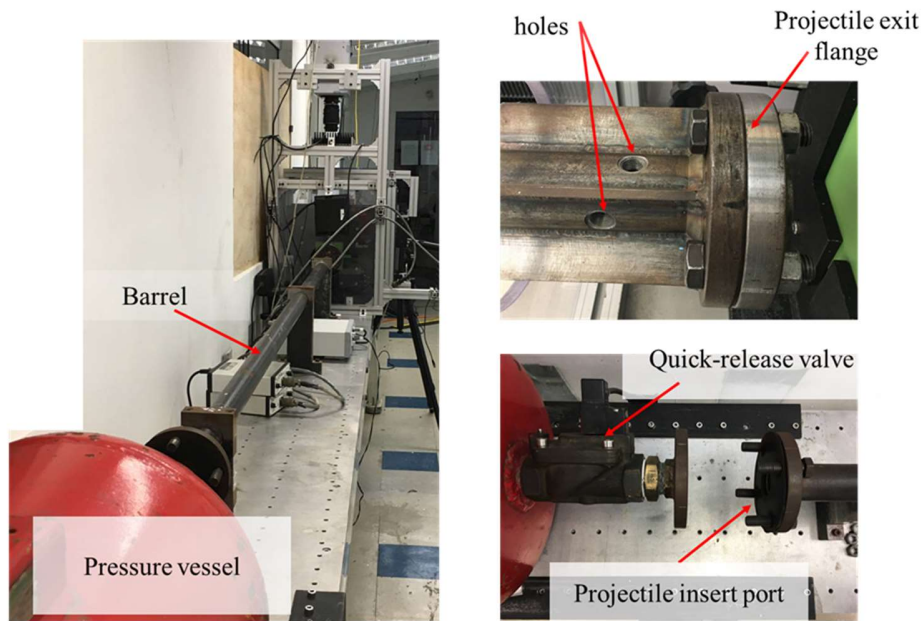 holes
Projectile exit
flange
Barrel
Quick-release valve
Pressure vessel
Projectile insert port